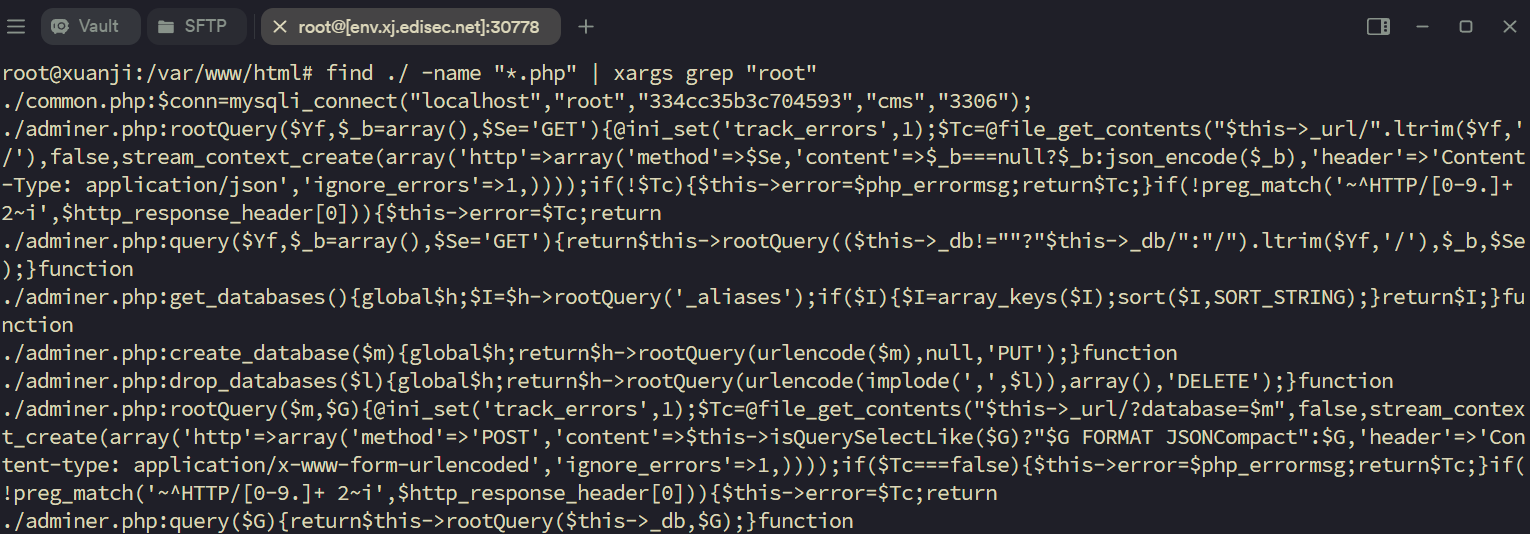 Vault
SFTP
root@[env.xj.edisec.net]:30778
root@xuanji:/var/www/html# find ./ -name "*.php" | xargs grep "root"
./common.php:$conn=mysqli_connect("localhost","root","334cc35b3c704593","cms","3306");
./adminer.php:rootQuery($Yf,$_b=array(),$Se='GET'){@ini_set('track_errors',1);$Tc=@file_get_contents("$this->_url/".ltrim($Yf,'
/'),false,stream_context_create(array('http'=>array('method'=>$Se,'content'=>$_b===null?$_b:json_encode($_b),'header'=>'Content
-Type: application/json','ignore_errors'=>1,))));if(!$Tc){$this->error=$php_errormsg;return$Tc;}if(!preg_match('~^HTTP/[0-9.]+ 
2~i',$http_response_header[0])){$this->error=$Tc;return
./adminer.php:query($Yf,$_b=array(),$Se='GET'){return$this->rootQuery(($this->_db!=""?"$this->_db/":"/").ltrim($Yf,'/'),$_b,$Se
);}function
./adminer.php:get_databases(){global$h;$I=$h->rootQuery('_aliases');if($I){$I=array_keys($I);sort($I,SORT_STRING);}return$I;}fu
nction
./adminer.php:create_database($m){global$h;return$h->rootQuery(urlencode($m),null,'PUT');}function
./adminer.php:drop_databases($l){global$h;return$h->rootQuery(urlencode(implode(',',$l)),array(),'DELETE');}function
./adminer.php:rootQuery($m,$G){@ini_set('track_errors',1);$Tc=@file_get_contents("$this->_url/?database=$m",false,stream_contex
t_create(array('http'=>array('method'=>'POST','content'=>$this->isQuerySelectLike($G)?"$G FORMAT JSONCompact":$G,'header'=>'Con
tent-type: application/x-www-form-urlencoded','ignore_errors'=>1,))));if($Tc===false){$this->error=$php_errormsg;return$Tc;}if(
!preg_match('~^HTTP/[0-9.]+ 2~i',$http_response_header[0])){$this->error=$Tc;return
./adminer.php:query($G){return$this->rootQuery($this->_db,$G);}function